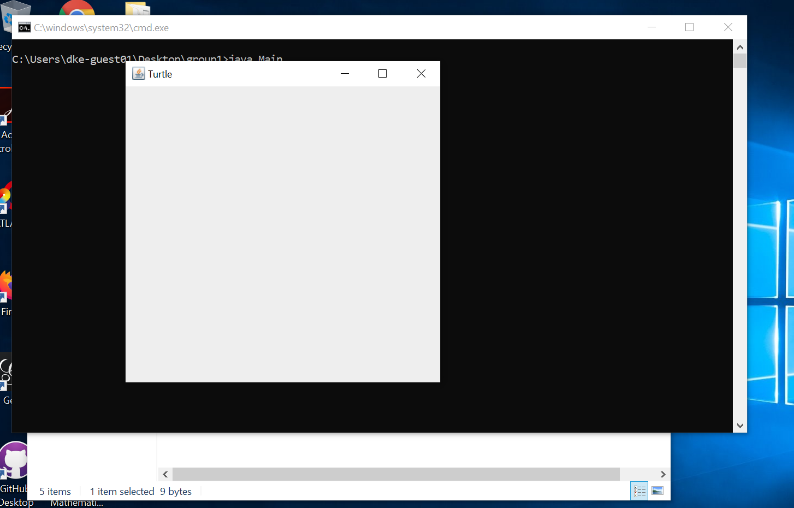 C:\windows\system32\cmd.exe
C:\Users\dke-guest01\Desktop\group1>java Main
Turtle
5 items 1 item selected 9 bytes
GitHub
Desktop
Mathemati...